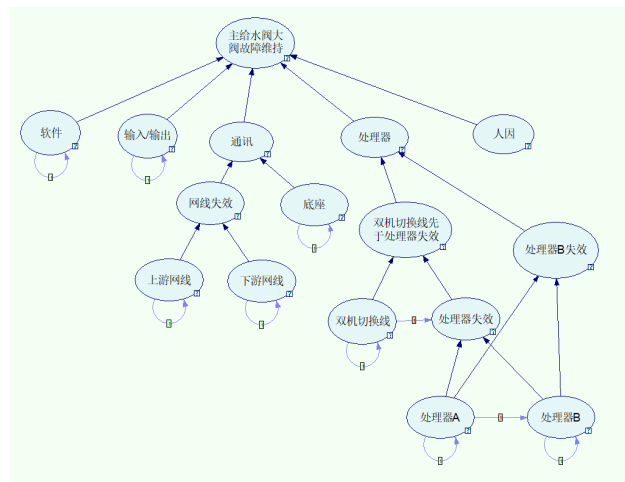 主给水阀大
阀故障维持
软件
输入/输出
通讯
处理器
人因
网线失效
底座
双机切换线先
于处理器失效
处理器B失效
上游网线
下游网线
双机切换线
处理器失效
处理器A
处理器B